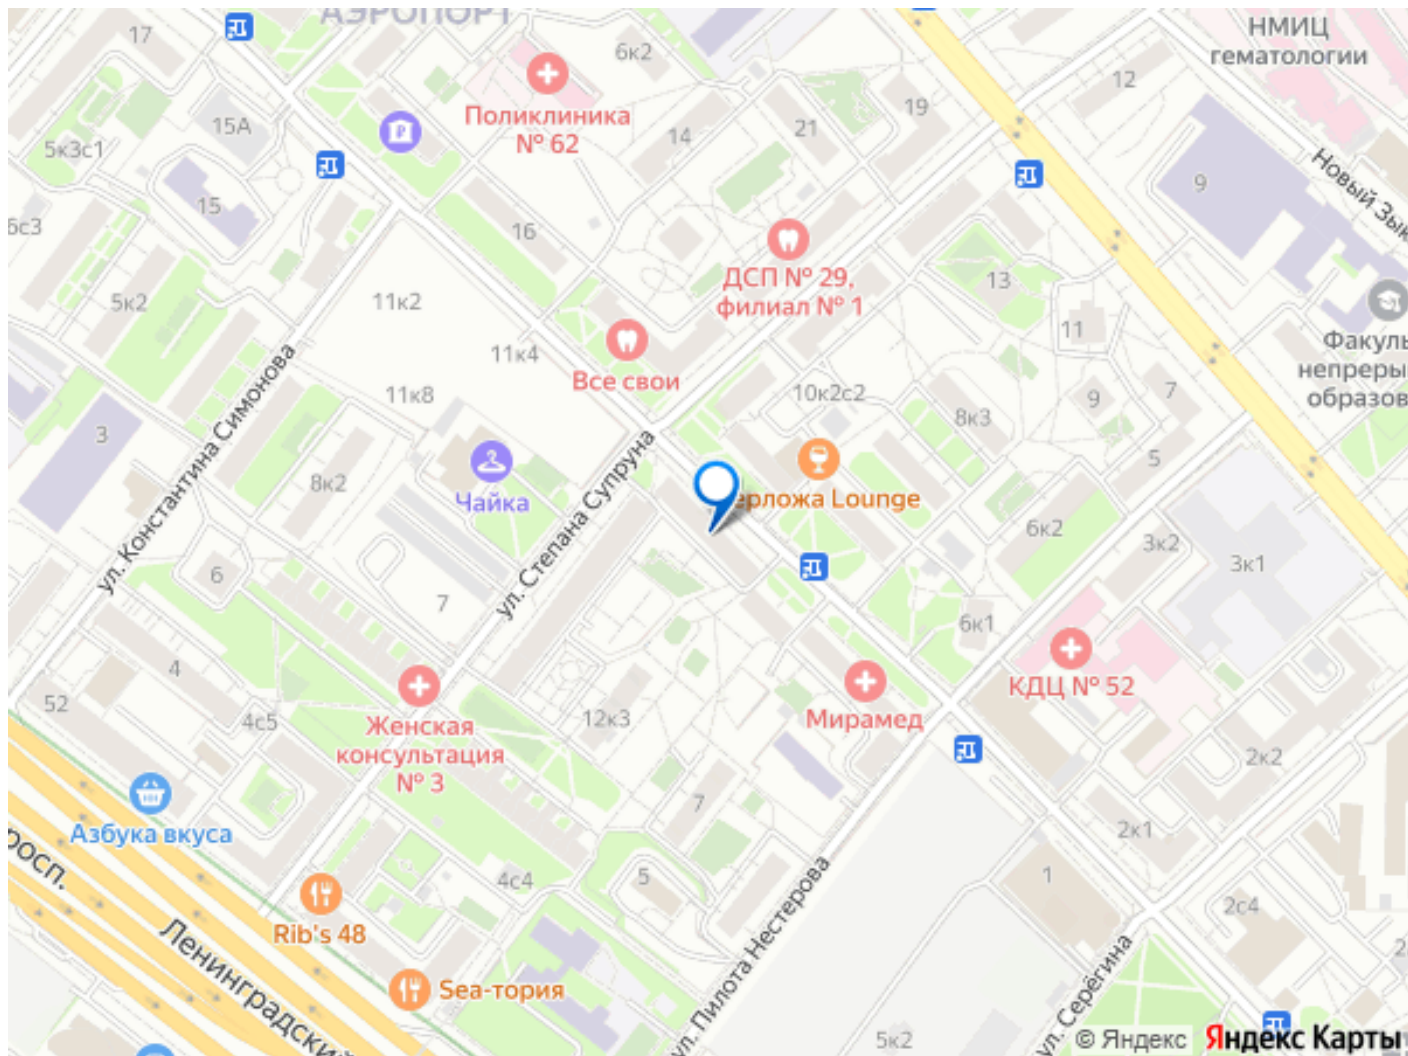 АЭРОПОРТ
НМИЦ
гематологии
17
6к2
12
Поликлиника
№ 62
15А
14
21
19
5к3с1
Новый Зык
9
15
6с3
16
ДСП № 29,
филиал № 1
13
5к2
11к2
11
Факуль
непреры
образов
11к4
Все свои
11к8
10к2с2
8к3
9
7
3
ул. Константина Симонова
8к2
Чайка
ул. Степана Супруна
ерложа Lounge
5
6к2
3к2
3к1
6
7
6к1
КДЦ № 52
4
52
4с5
Женская
консультация
№ 3
12к3
Мирамед
2к2
Азбука вкуса
7
2к1
росп.
5
4с4
1
2с4
Rib's 48
Ленинградский
Sea-тория
ул. Пилота Нестерова
ул. Серёгина
5к2
© Яндекс Яндекс Карты